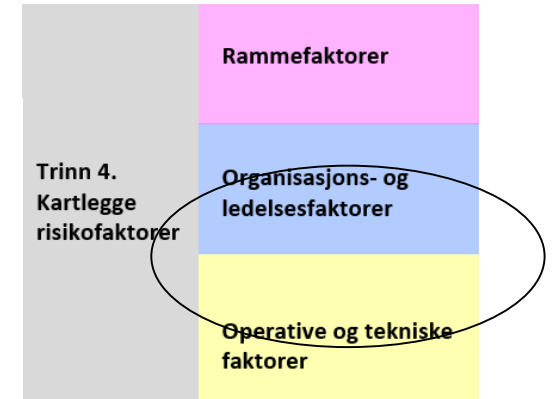 Rammefaktorer
Trinn 4.
Kartlegge
risikofaktorer
Organisasjons- og
ledelsesfaktorer
Operative og tekniske
faktorer